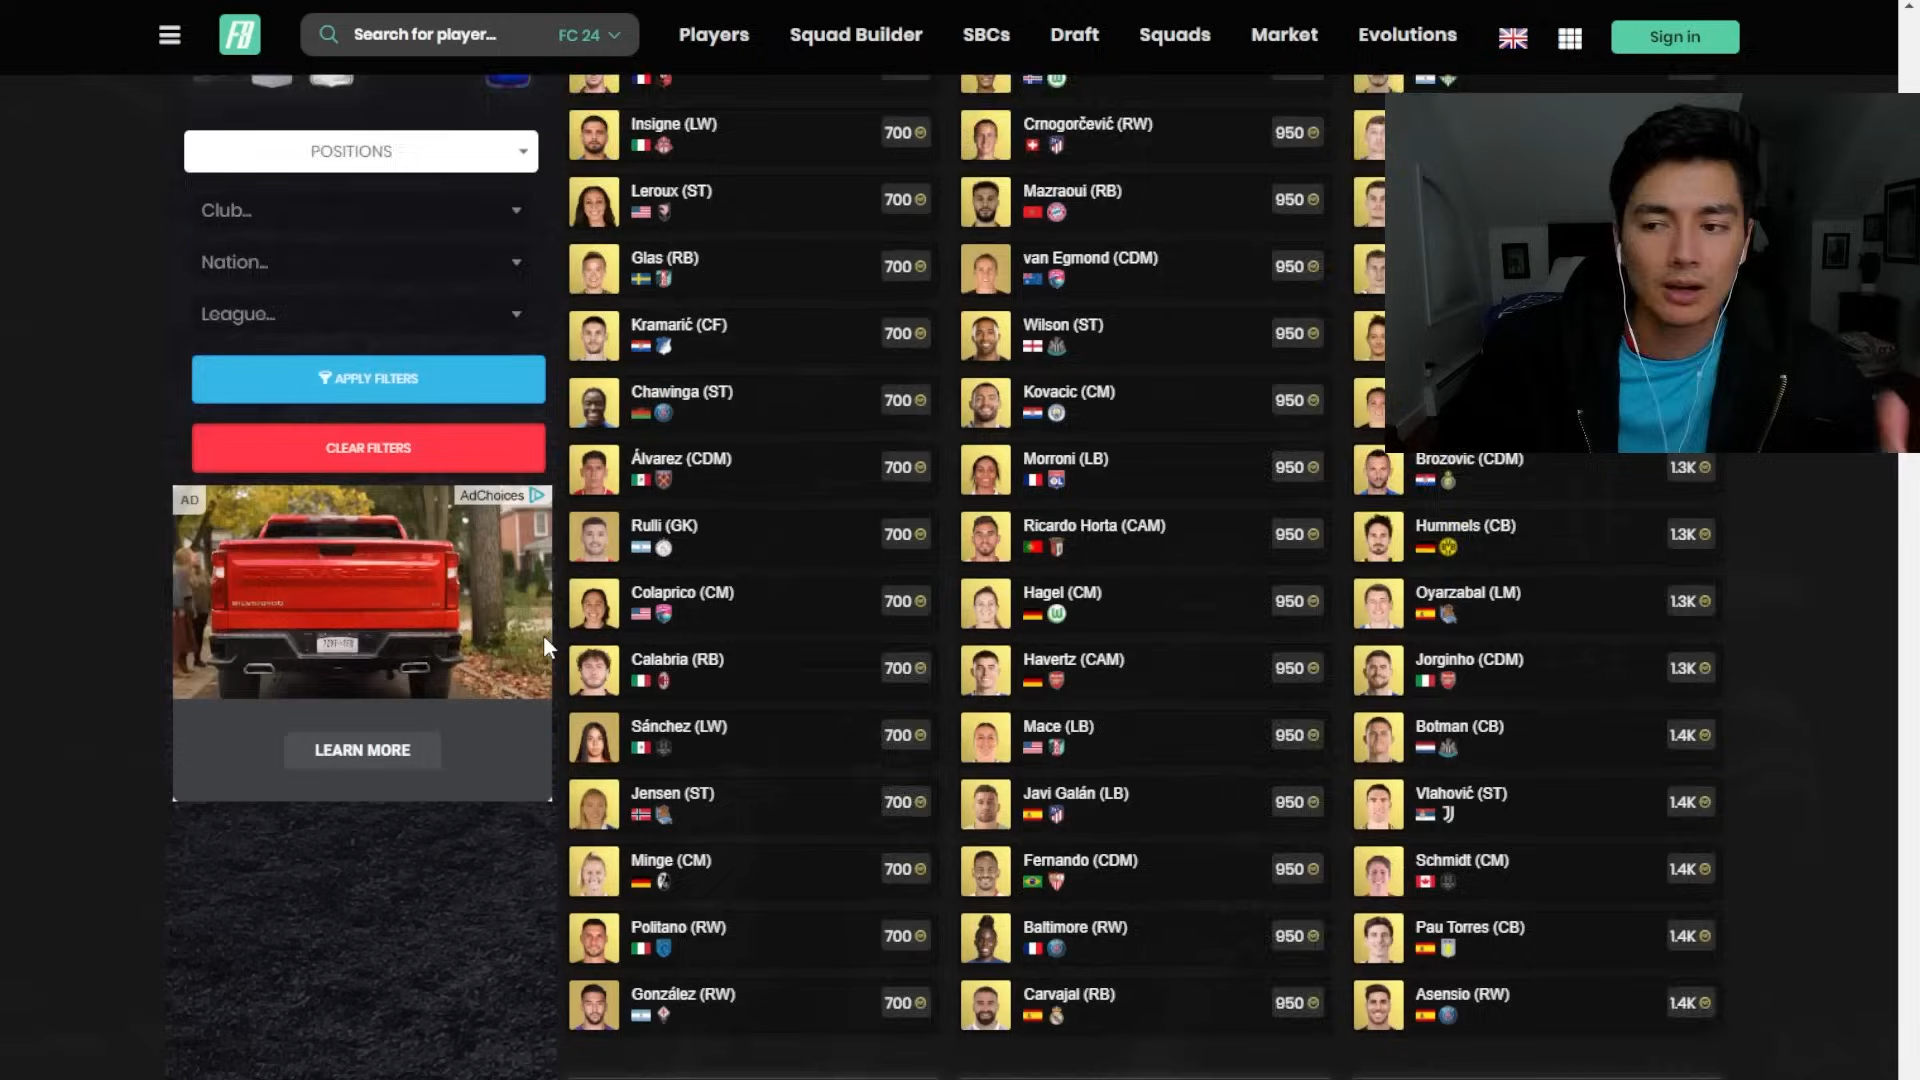 Search for player...
FC 24
Players
Squad Builder
SBCs
Draft
Squads
Market
Evolutions
Sign in
POSITIONS
Club...
Nation...
League...
APPLY FILTERS
CLEAR FILTERS
AD
AdChoices
LEARN MORE
Insigne (LW)
700
Leroux (ST)
700
Glas (RB)
700
Kramarić (CF)
700
Chawinga (ST)
700
Álvarez (CDM)
700
Rulli (GK)
700
Colaprico (CM)
700
Calabria (RB)
700
Sánchez (LW)
700
Jensen (ST)
700
Minge (CM)
700
Politano (RW)
700
González (RW)
700
Crnogorčević (RW)
950
Mazraoui (RB)
950
van Egmond (CDM)
950
Wilson (ST)
950
Kovacic (CM)
950
Morroni (LB)
950
Ricardo Horta (CAM)
950
Hagel (CM)
950
Havertz (CAM)
950
Mace (LB)
950
Javi Galán (LB)
950
Fernando (CDM)
950
Baltimore (RW)
950
Carvajal (RB)
950
Brozović (CDM)
1.3K
Hummels (CB)
1.3K
Oyarzabal (LM)
1.3K
Jorginho (CDM)
1.3K
Botman (CB)
1.4K
Vlahović (ST)
1.4K
Schmidt (CM)
1.4K
Pau Torres (CB)
1.4K
Asensio (RW)
1.4K